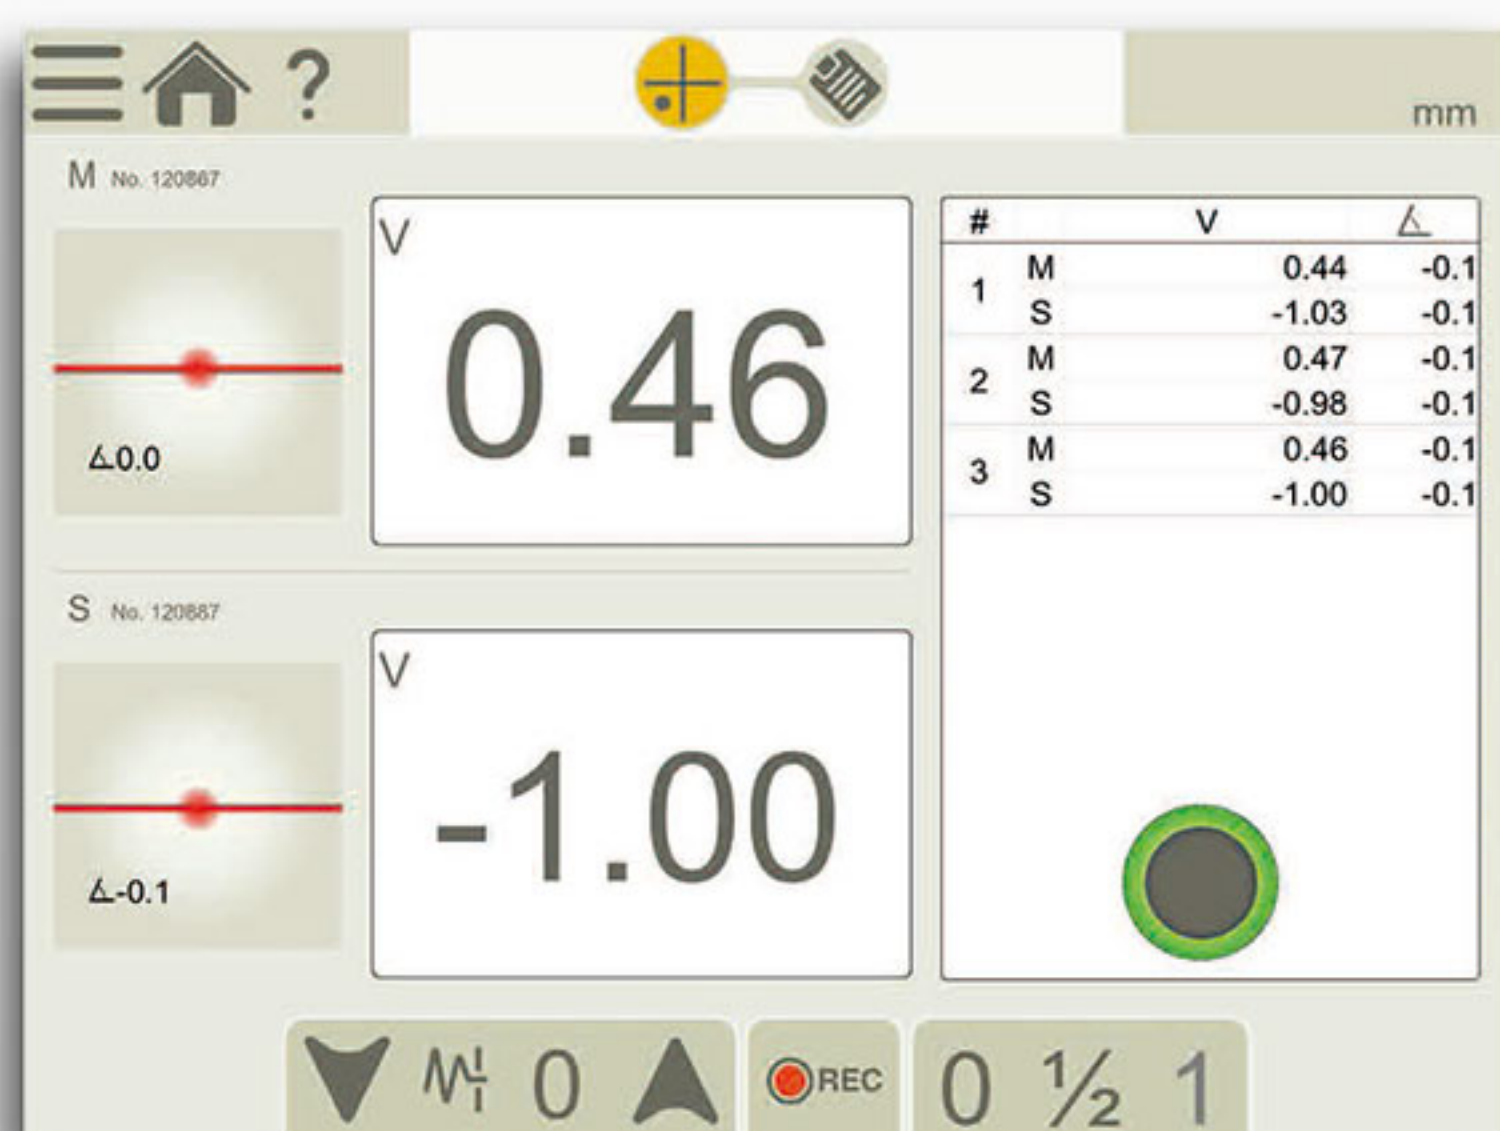 ?
mm
M No. 120867
V
0.46
∡0.0
S No. 120887
V
-1.00
∡-0.1
# V ∡
1 M 0.44 -0.1
S -1.03 -0.1
2 M 0.47 -0.1
S -0.98 -0.1
3 M 0.46 -0.1
S -1.00 -0.1
0 REC 0 ½ 1